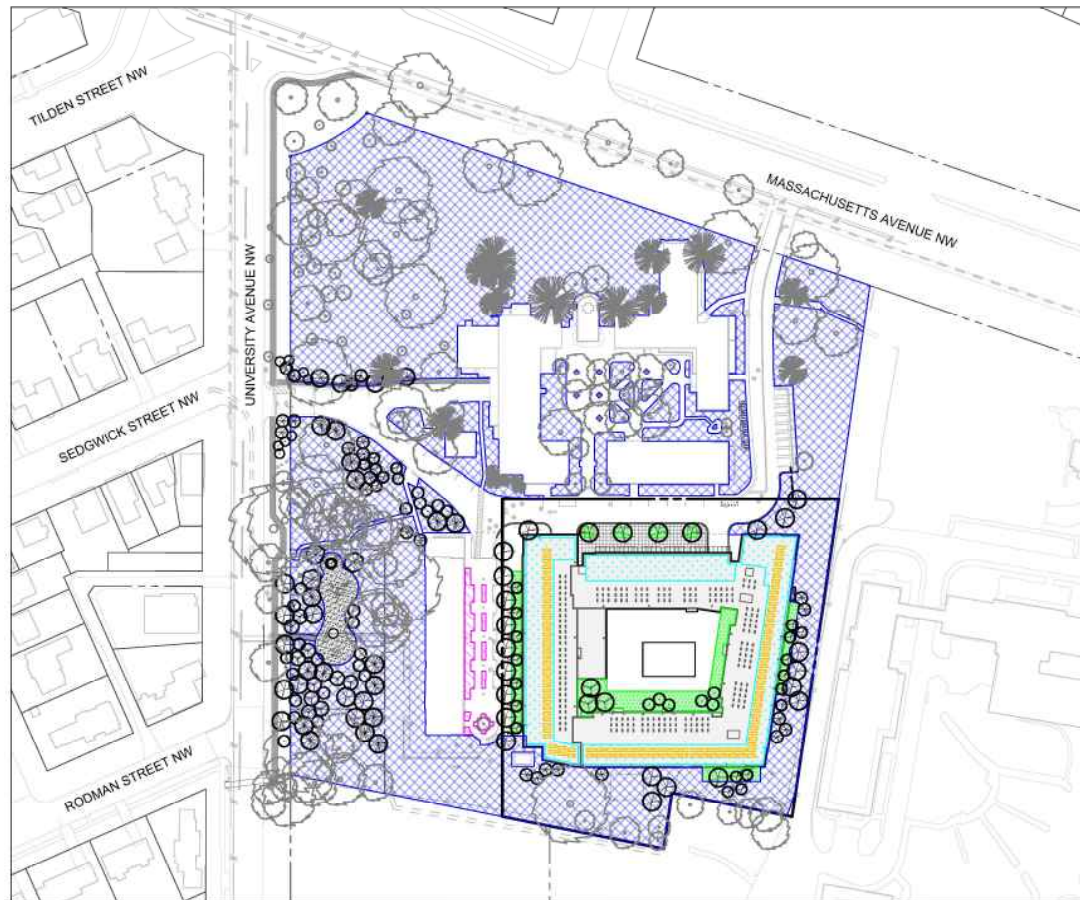 TILDEN STREET NW
MASSACHUSETTS AVENUE NW
UNIVERSITY AVENUE NW
SEDGWICK STREET NW
RODMAN STREET NW